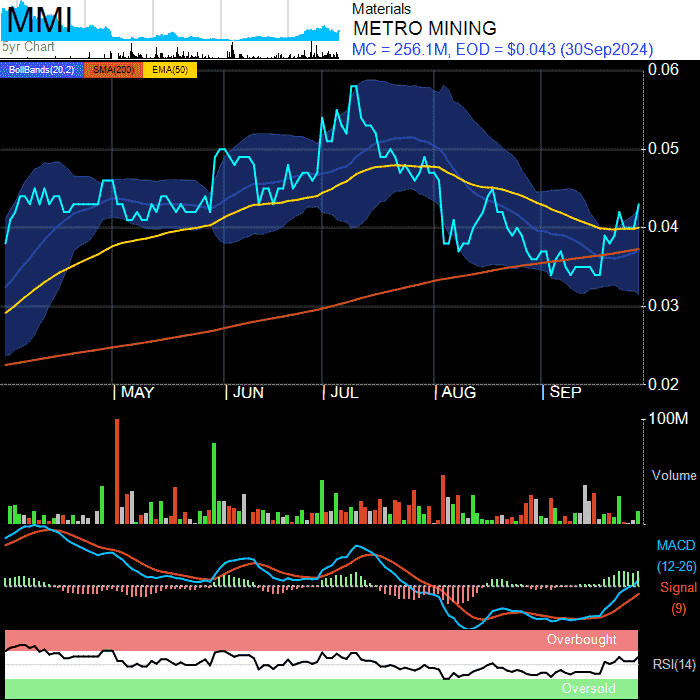 MMI
5yr Chart
Materials
METRO MINING
MC = 256.1M, EOD = $0.043 (30Sep2024)
BollBands(20,2) SMA(200) EMA(50)
0.06
0.05
0.04
0.03
0.02
MAY JUN JUL AUG SEP
100M
Volume
MACD
(12-26)
Signal
(9)
Overbought
RSI(14)
Oversold